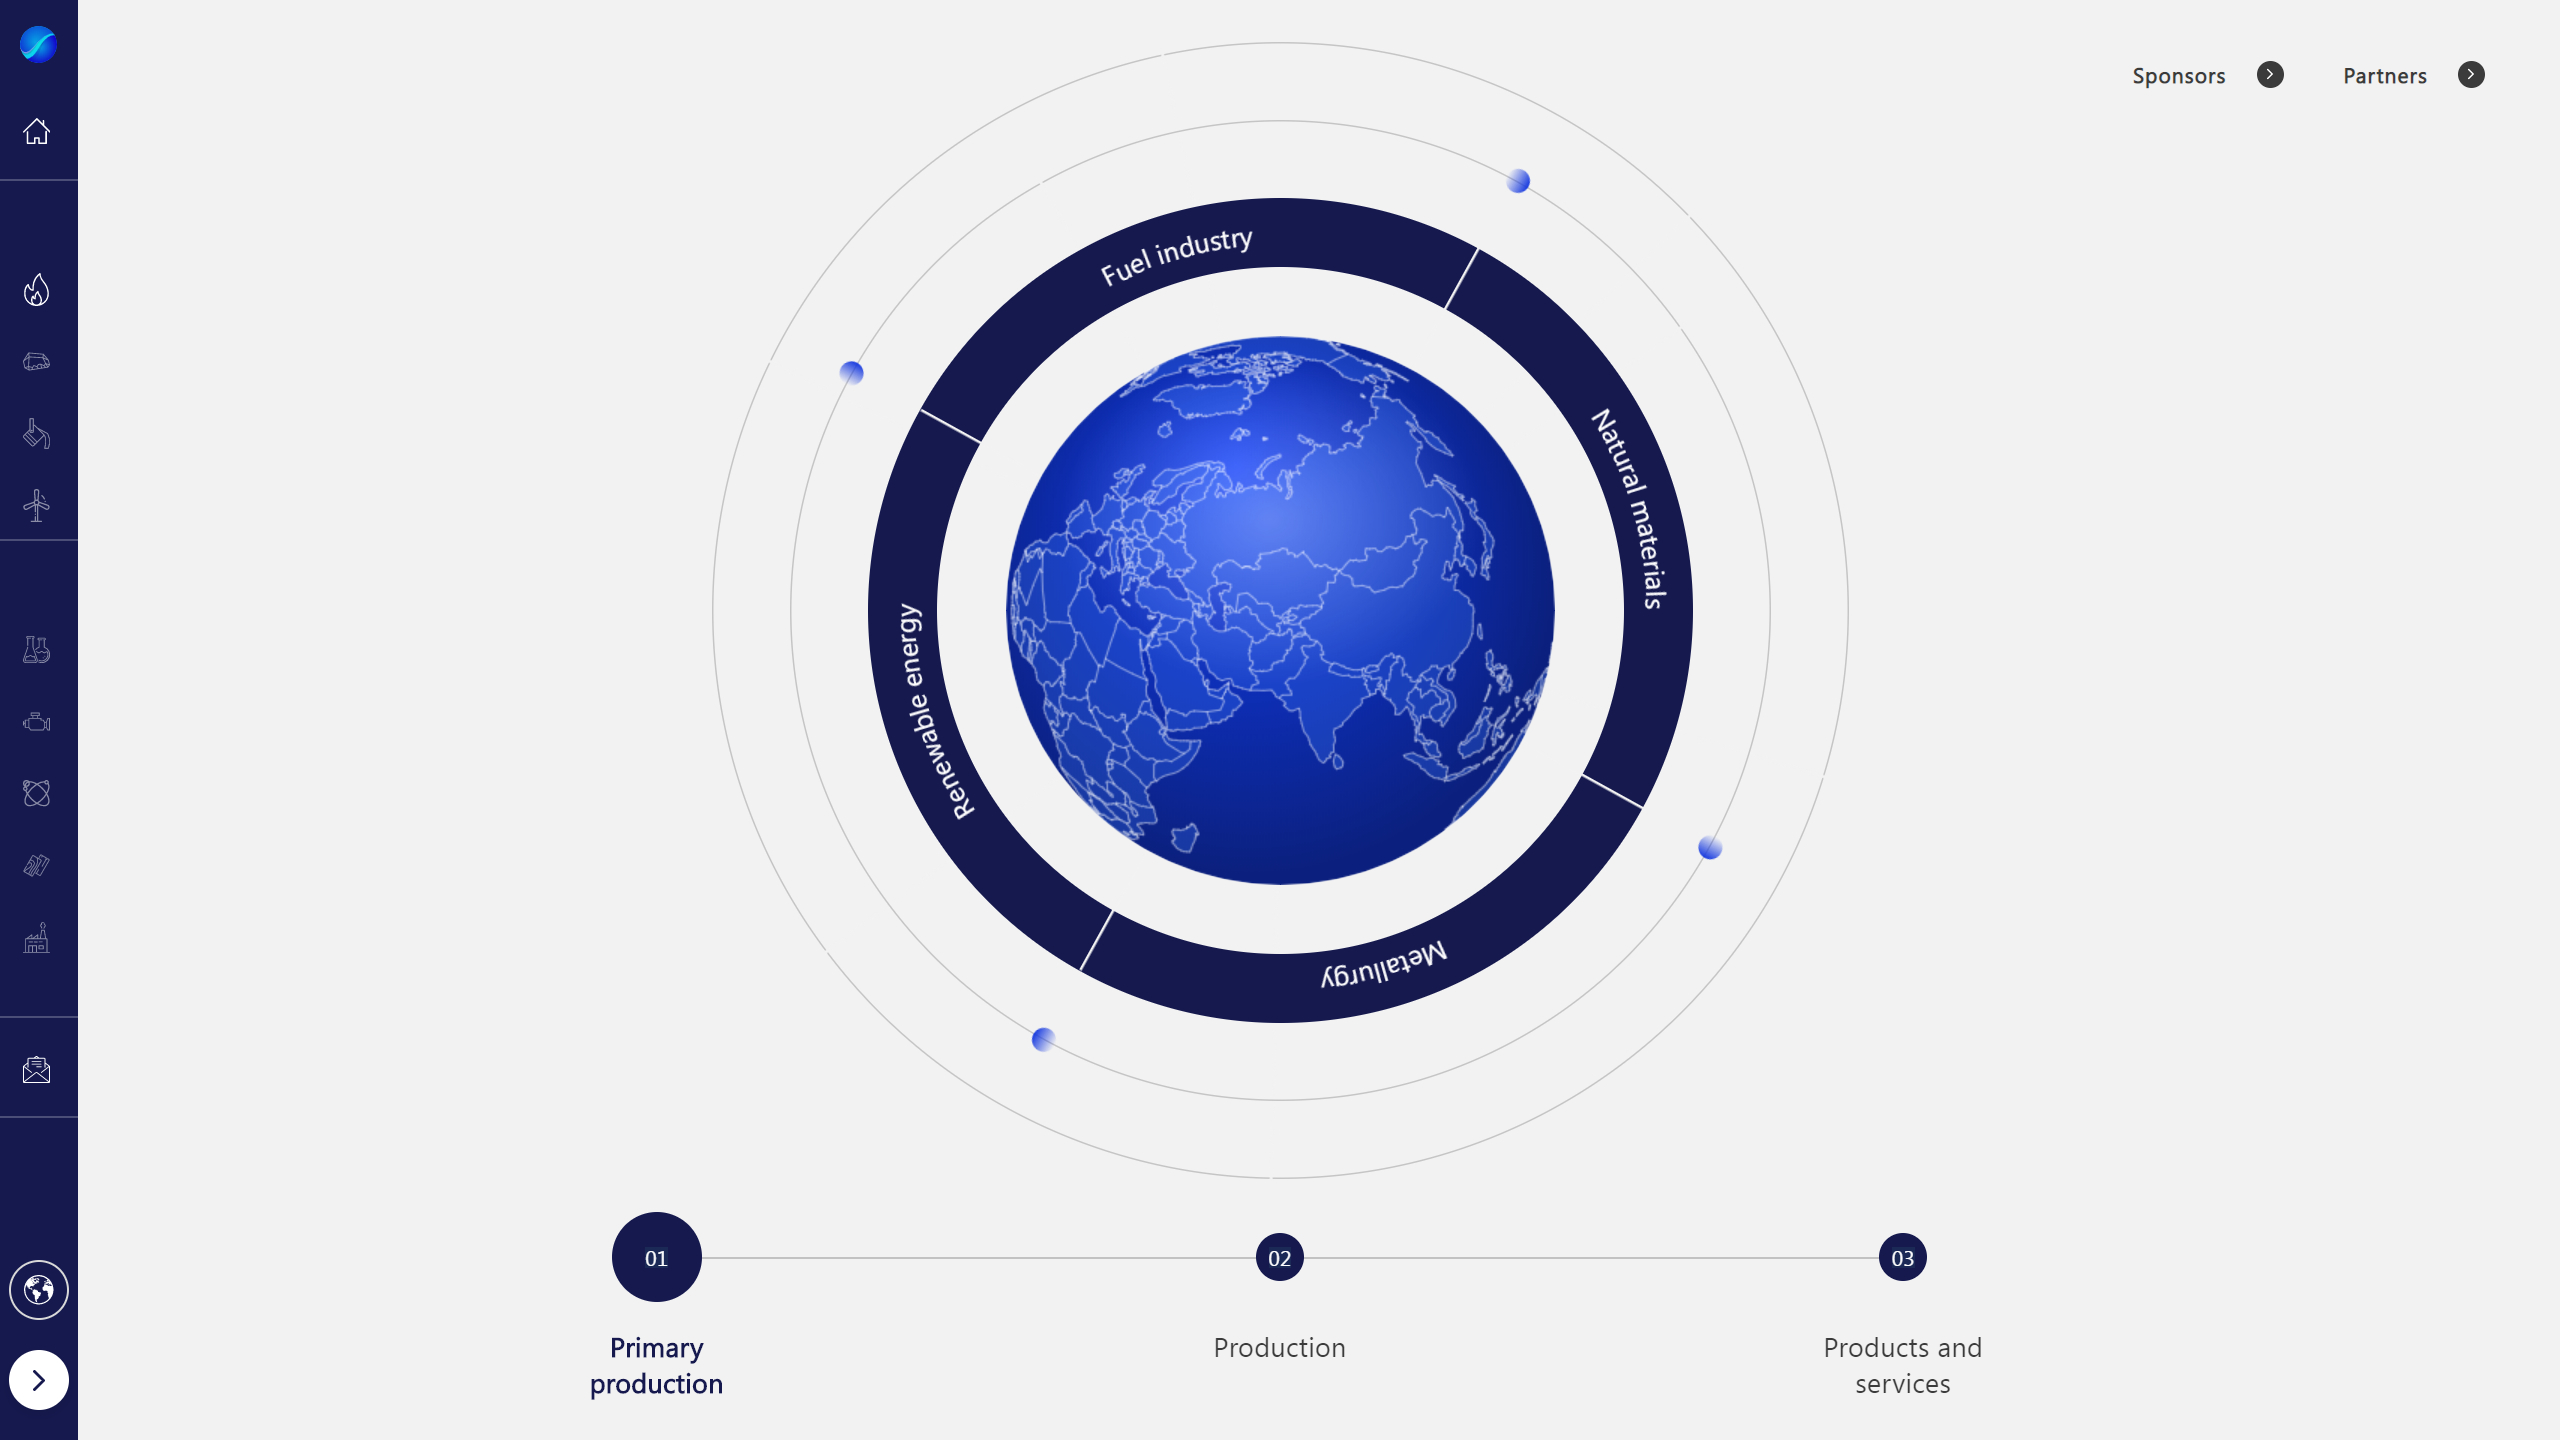 Sponsors
Partners
Fuel industry
Natural materials
Renewable energy
Metallurgy
01
02
03
Primary
production
Production
Products and
services